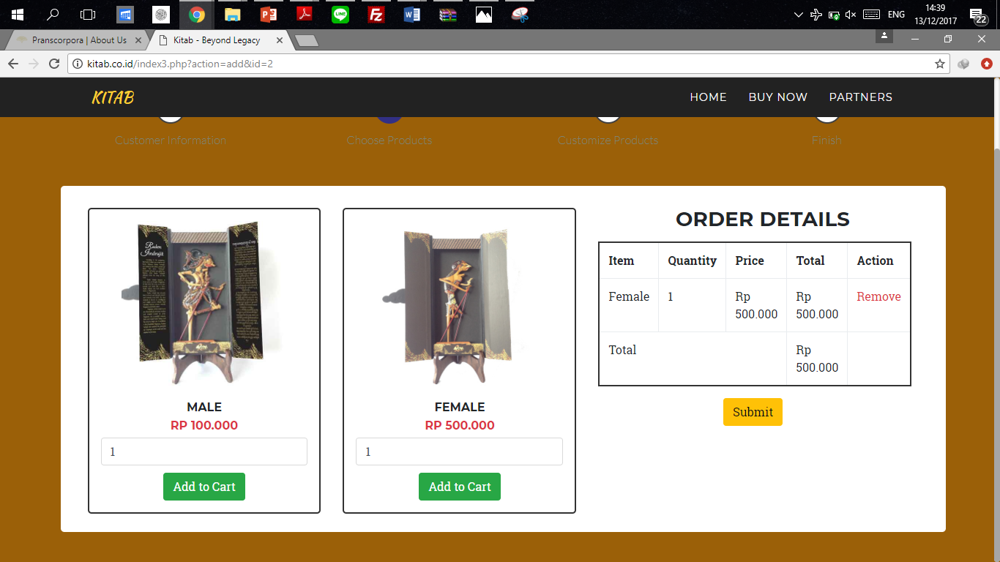 ENG
14:39
13/12/2017
22
Pranscorpora | About Us
Kitab - Beyond Legacy
kitab.co.id/index3.php?action=add&id=2
KITAB
HOME
BUY NOW
PARTNERS
Customer Information
Choose Products
Customize Products
Finish
Raden
Indrajit
MALE
RP 100.000
1
Add to Cart
FEMALE
RP 500.000
1
Add to Cart
ORDER DETAILS
Item Quantity Price Total Action
Female 1 Rp 500.000 Rp 500.000 Remove
Total Rp 500.000
Submit